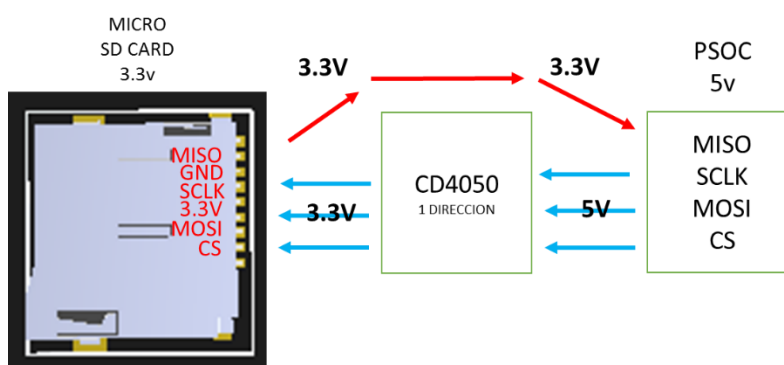 MICRO
SD CARD
3.3v
MISO
GND
SCLK
3.3V
MOSI
CS
3.3V
3.3V
CD4050
1 DIRECCION
3.3V
5V
PSOC
5v
MISO
SCLK
MOSI
CS